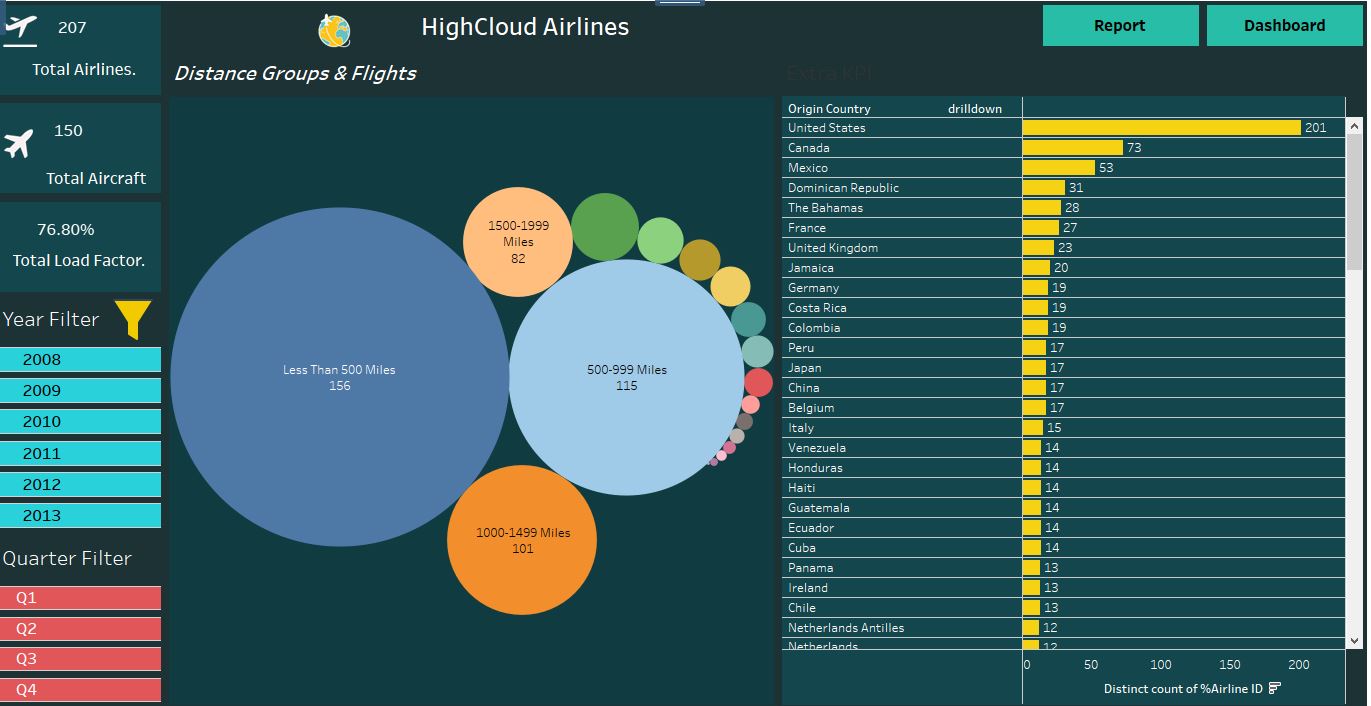 207
Total Airlines.
150
Total Aircraft
76.80%
Total Load Factor.
Year Filter
2008
2009
2010
2011
2012
2013
Quarter Filter
Q1
Q2
Q3
Q4
HighCloud Airlines
Report
Dashboard
Distance Groups & Flights
Less Than 500 Miles
156
1500-1999
Miles
82
500-999 Miles
115
1000-1499 Miles
101
Extra KPI
Origin Country drilldown
United States 201
Canada 73
Mexico 53
Dominican Republic 31
The Bahamas 28
France 27
United Kingdom 23
Jamaica 20
Germany 19
Costa Rica 19
Colombia 19
Peru 17
Japan 17
China 17
Belgium 17
Italy 15
Venezuela 14
Honduras 14
Haiti 14
Guatemala 14
Ecuador 14
Cuba 14
Panama 13
Ireland 13
Chile 13
Netherlands Antilles 12
Netherlands 12
0 50 100 150 200
Distinct count of %Airline ID